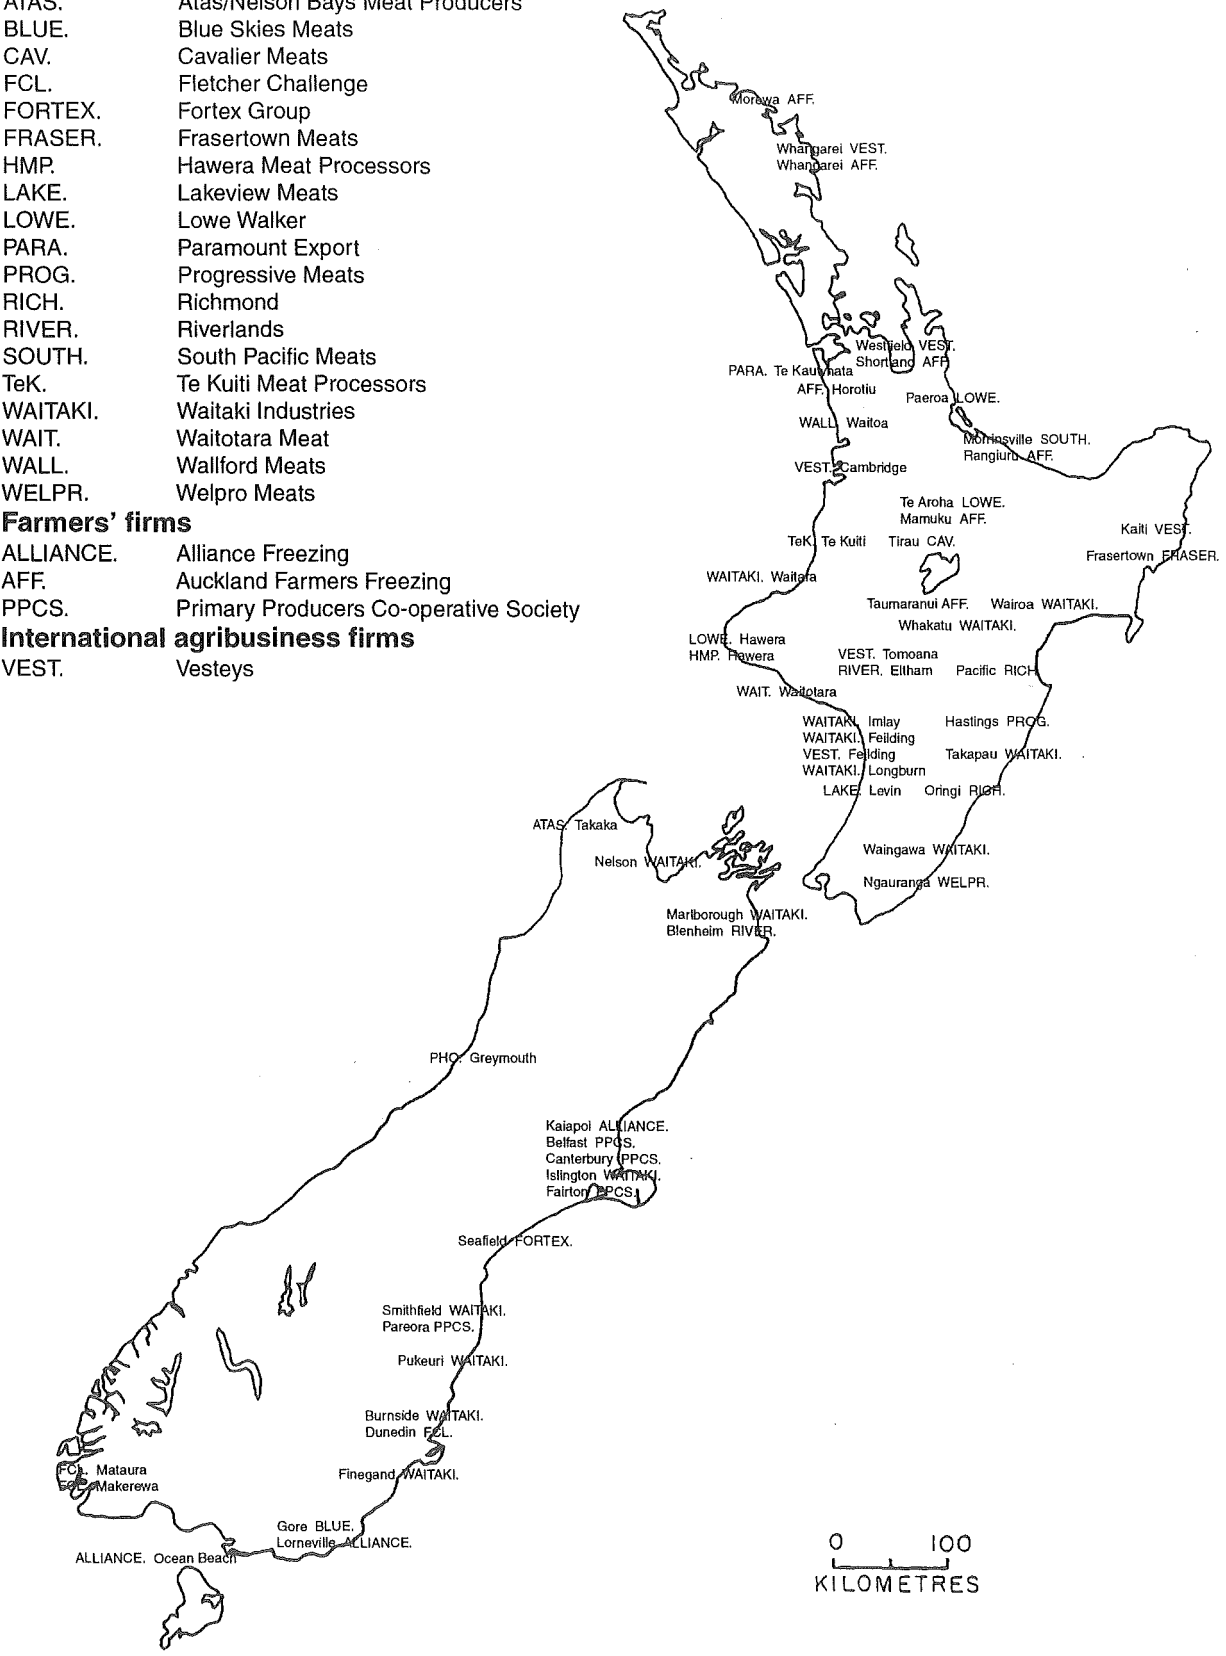 ATAS. Atas/Nelson Bays Meat Producers
BLUE. Blue Skies Meats
CAV. Cavalier Meats
FCL. Fletcher Challenge
FORTEX. Fortex Group
FRASER. Frasertown Meats
HMP. Hawera Meat Processors
LAKE. Lakeview Meats
LOWE. Lowe Walker
PARA. Paramount Export
PROG. Progressive Meats
RICH. Richmond
RIVER. Riverlands
SOUTH. South Pacific Meats
TeK. Te Kuiti Meat Processors
WAITAKI. Waitaki Industries
WAIT. Waitotara Meat
WALL. Wallford Meats
WELPR. Welpro Meats
Farmers' firms
ALLIANCE. Alliance Freezing
AFF. Auckland Farmers Freezing
PPCS. Primary Producers Co-operative Society
International agribusiness firms
VEST. Vesteys
Morewa AFF.
Whangarei VEST.
Whangarei AFF.
Westfield VEST.
Shortland AFF.
PARA. Te Kauwhata
AFF. Horotiu
Paeroa LOWE.
WALL. Waitoa
Morrinsville SOUTH.
Rangiuru AFF.
VEST. Cambridge
Te Aroha LOWE.
Mamuku AFF.
Kaiti VEST.
TeK. Te Kuiti
Tirau CAV.
Frasertown FRASER.
WAITAKI. Waitara
Taumaranui AFF.
Wairoa WAITAKI.
Whakatu WAITAKI.
LOWE. Hawera
HMP. Hawera
VEST. Tomoana
RIVER. Eltham
Pacific RICH.
WAIT. Waitotara
WAITAKI. Imlay
Hastings PROG.
WAITAKI. Feilding
VEST. Feilding
Takapau WAITAKI.
WAITAKI. Longburn
LAKE. Levin
Oringi RICH.
ATAS. Takaka
Nelson WAITAKI.
Waingawa WAITAKI.
Ngauranga WELPR.
Marlborough WAITAKI.
Blenheim RIVER.
PHO. Greymouth
Kaiapoi ALLIANCE.
Belfast PPCS.
Canterbury PPCS.
Islington WAITAKI.
Fairton PPCS.
Seafield FORTEX.
Smithfield WAITAKI.
Pareora PPCS.
Pukeuri WAITAKI.
Burnside WAITAKI.
Dunedin FCL.
FCL. Mataura
FCL. Makerewa
Finegand WAITAKI.
Gore BLUE.
Lorneville ALLIANCE.
ALLIANCE. Ocean Beach
0 100
KILOMETRES